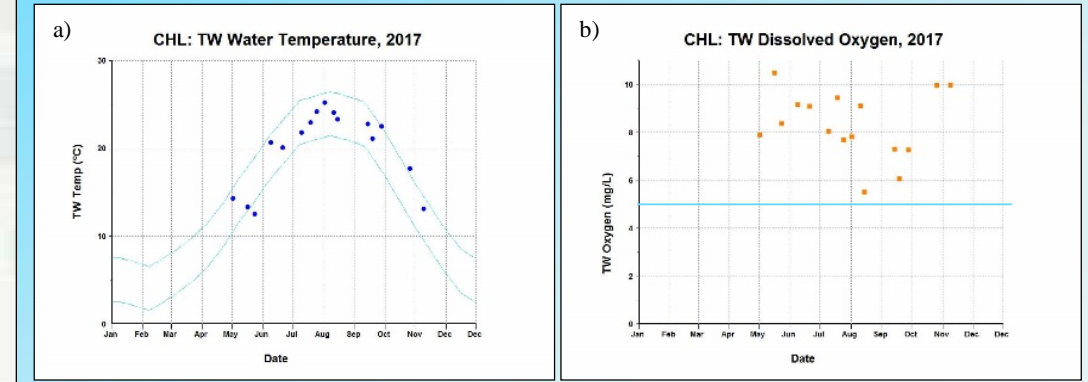 a)
CHL: TW Water Temperature, 2017
TW Temp (°C)
30
20
10
0
Jan Feb Mar Apr May Jun Jul Aug Sep Oct Nov Dec Dec
Date
b)
CHL: TW Dissolved Oxygen, 2017
TW Oxygen (mg/L)
10
8
6
4
2
0
Jan Feb Mar Apr May Jun Jul Aug Sep Oct Nov Dec Dec
Date